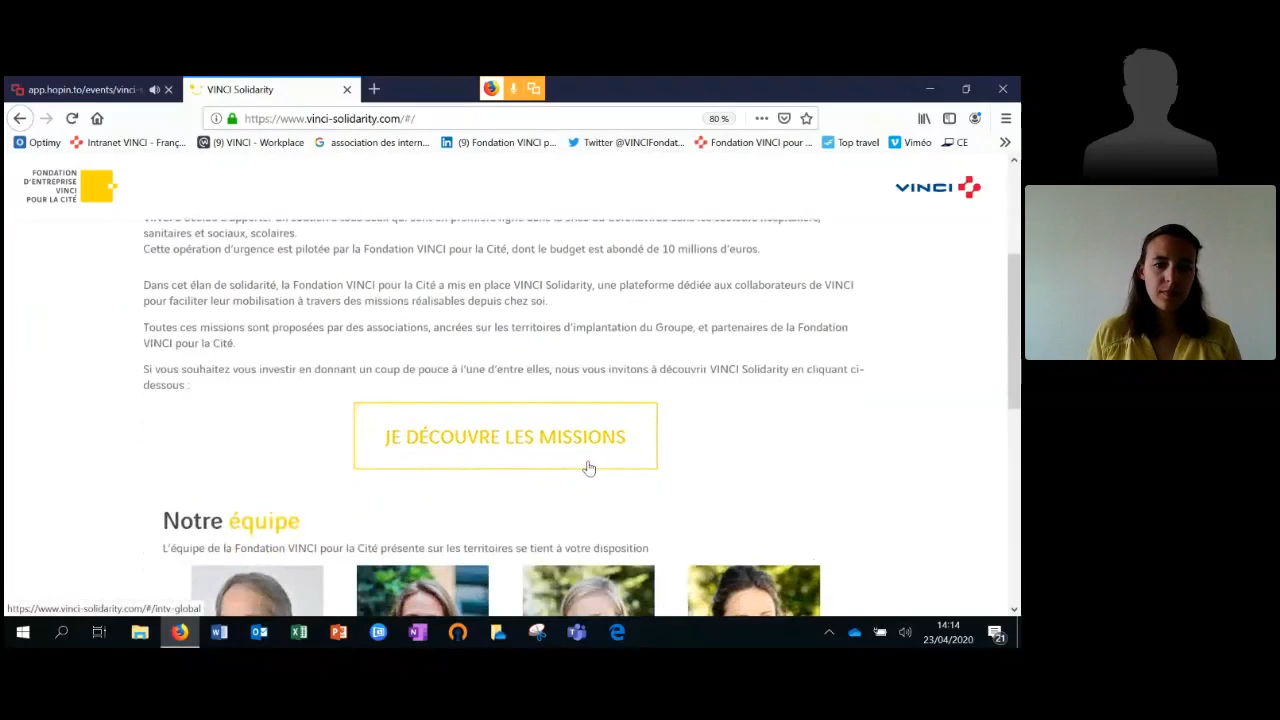 app.hopin.to/events/vinci-s
VINCI Solidarity
https://www.vinci-solidarity.com/#/
80 %
Optimy
Intranet VINCI - Franç...
(9) VINCI - Workplace
association des intern...
(9) Fondation VINCI p...
Twitter @VINCIFondat...
Fondation VINCI pour ...
Top travel
Viméo
CE
FONDATION
D'ENTREPRISE
VINCI
POUR LA CITÉ
VINCI
sanitaires et sociaux, scolaires.
Cette opération d'urgence est pilotée par la Fondation VINCI pour la Cité, dont le budget est abondé de 10 millions d'euros.
Dans cet élan de solidarité, la Fondation VINCI pour la Cité a mis en place VINCI Solidarity, une plateforme dédiée aux collaborateurs de VINCI
pour faciliter leur mobilisation à travers des missions réalisables depuis chez soi.
Toutes ces missions sont proposées par des associations, ancrées sur les territoires d'implantation du Groupe, et partenaires de la Fondation
VINCI pour la Cité.
Si vous souhaitez vous investir en donnant un coup de pouce à l'une d'entre elles, nous vous invitons à découvrir VINCI Solidarity en cliquant ci-
dessous :
JE DÉCOUVRE LES MISSIONS
Notre équipe
L'équipe de la Fondation VINCI pour la Cité présente sur les territoires se tient à votre disposition
https://www.vinci-solidarity.com/#/intv-global
14:14
23/04/2020
21